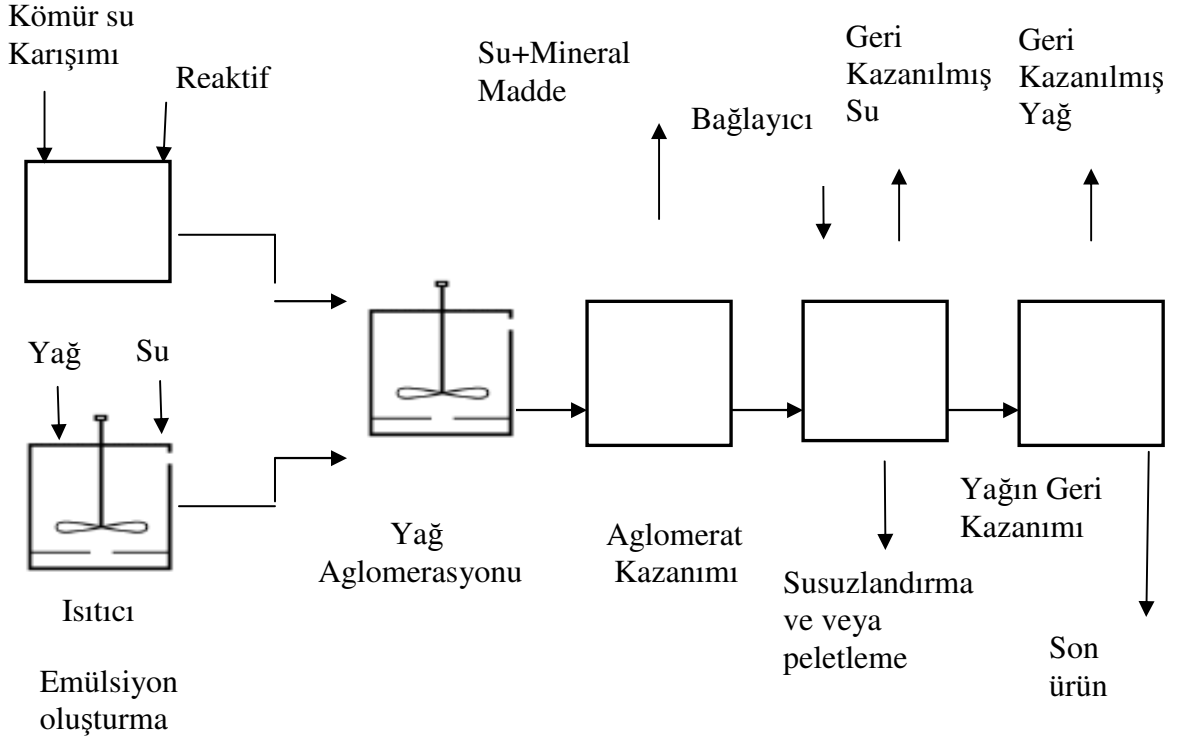 Kömür su
Karışımı
Reaktif
Su+Mineral
Madde
Bağlayıcı
Geri
Kazanılmış
Su
Geri
Kazanılmış
Yağ
Yağ
Su
Isıtıcı
Emülsiyon
oluşturma
Yağ
Aglomerasyonu
Aglomerat
Kazanımı
Susuzlandırma
ve veya
peletleme
Yağın Geri
Kazanımı
Son
ürün